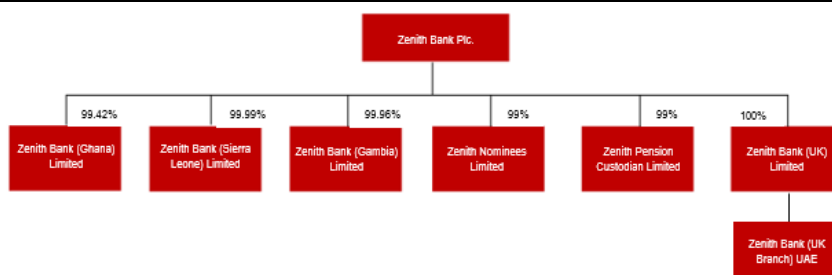 Zenith Bank Plc.
99.42%
99.99%
99.96%
99%
99%
100%
Zenith Bank (Ghana)
Limited
Zenith Bank (Sierra
Leone) Limited
Zenith Bank (Gambia)
Limited
Zenith Nominees
Limited
Zenith Pension
Custodian Limited
Zenith Bank (UK)
Limited
Zenith Bank (UK
Branch) UAE